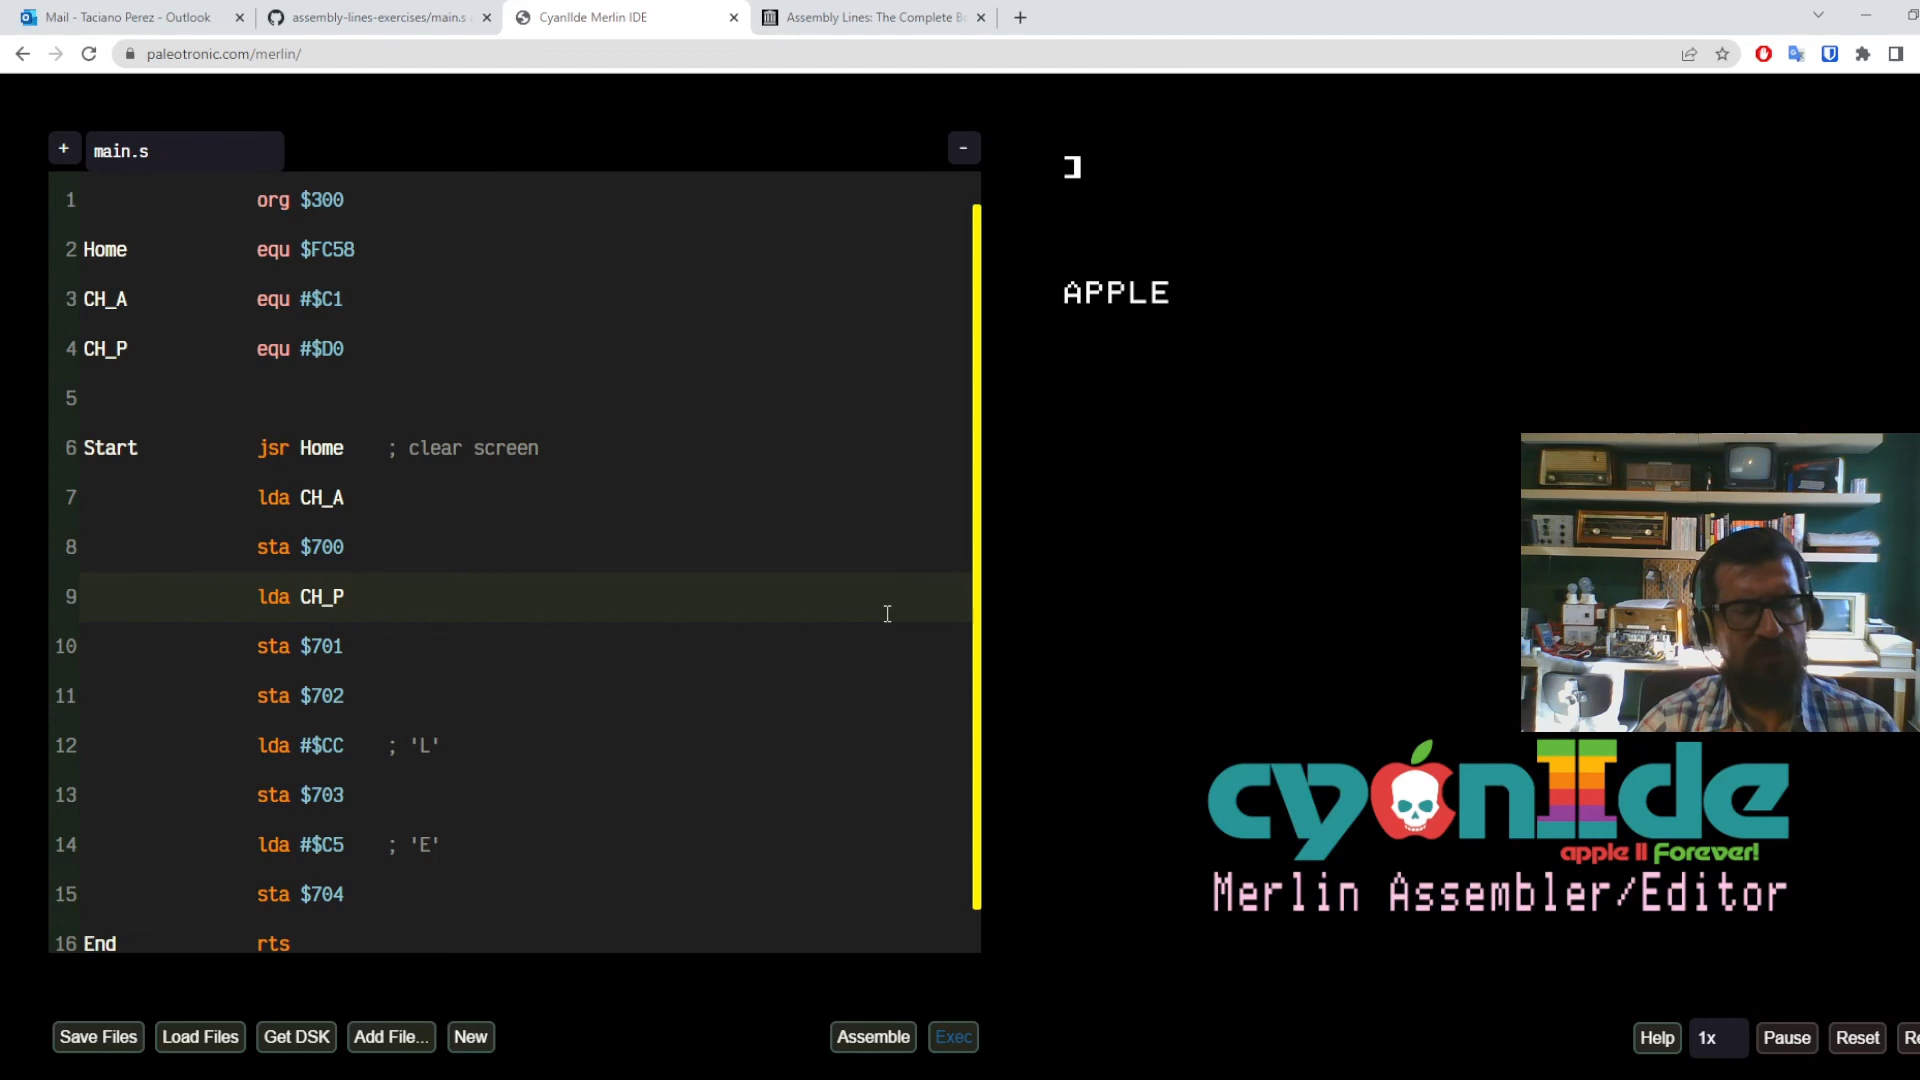 Mail - Taciano Perez - Outlook
assembly-lines-exercises/main.s
CyanIIde Merlin IDE
Assembly Lines: The Complete Bo
paleotronic.com/merlin/
+ main.s -
1 org $300
2 Home equ $FC58
3 CH_A equ #$C1
4 CH_P equ #$D0
5
6 Start jsr Home ; clear screen
7 lda CH_A
8 sta $700
9 lda CH_P
10 sta $701
11 sta $702
12 lda #$CC ; 'L'
13 sta $703
14 lda #$C5 ; 'E'
15 sta $704
16 End rts
]
APPLE
cyanIIde
apple II Forever!
Merlin Assembler/Editor
Save Files Load Files Get DSK Add File... New Assemble Exec
Help 1x Pause Reset Re